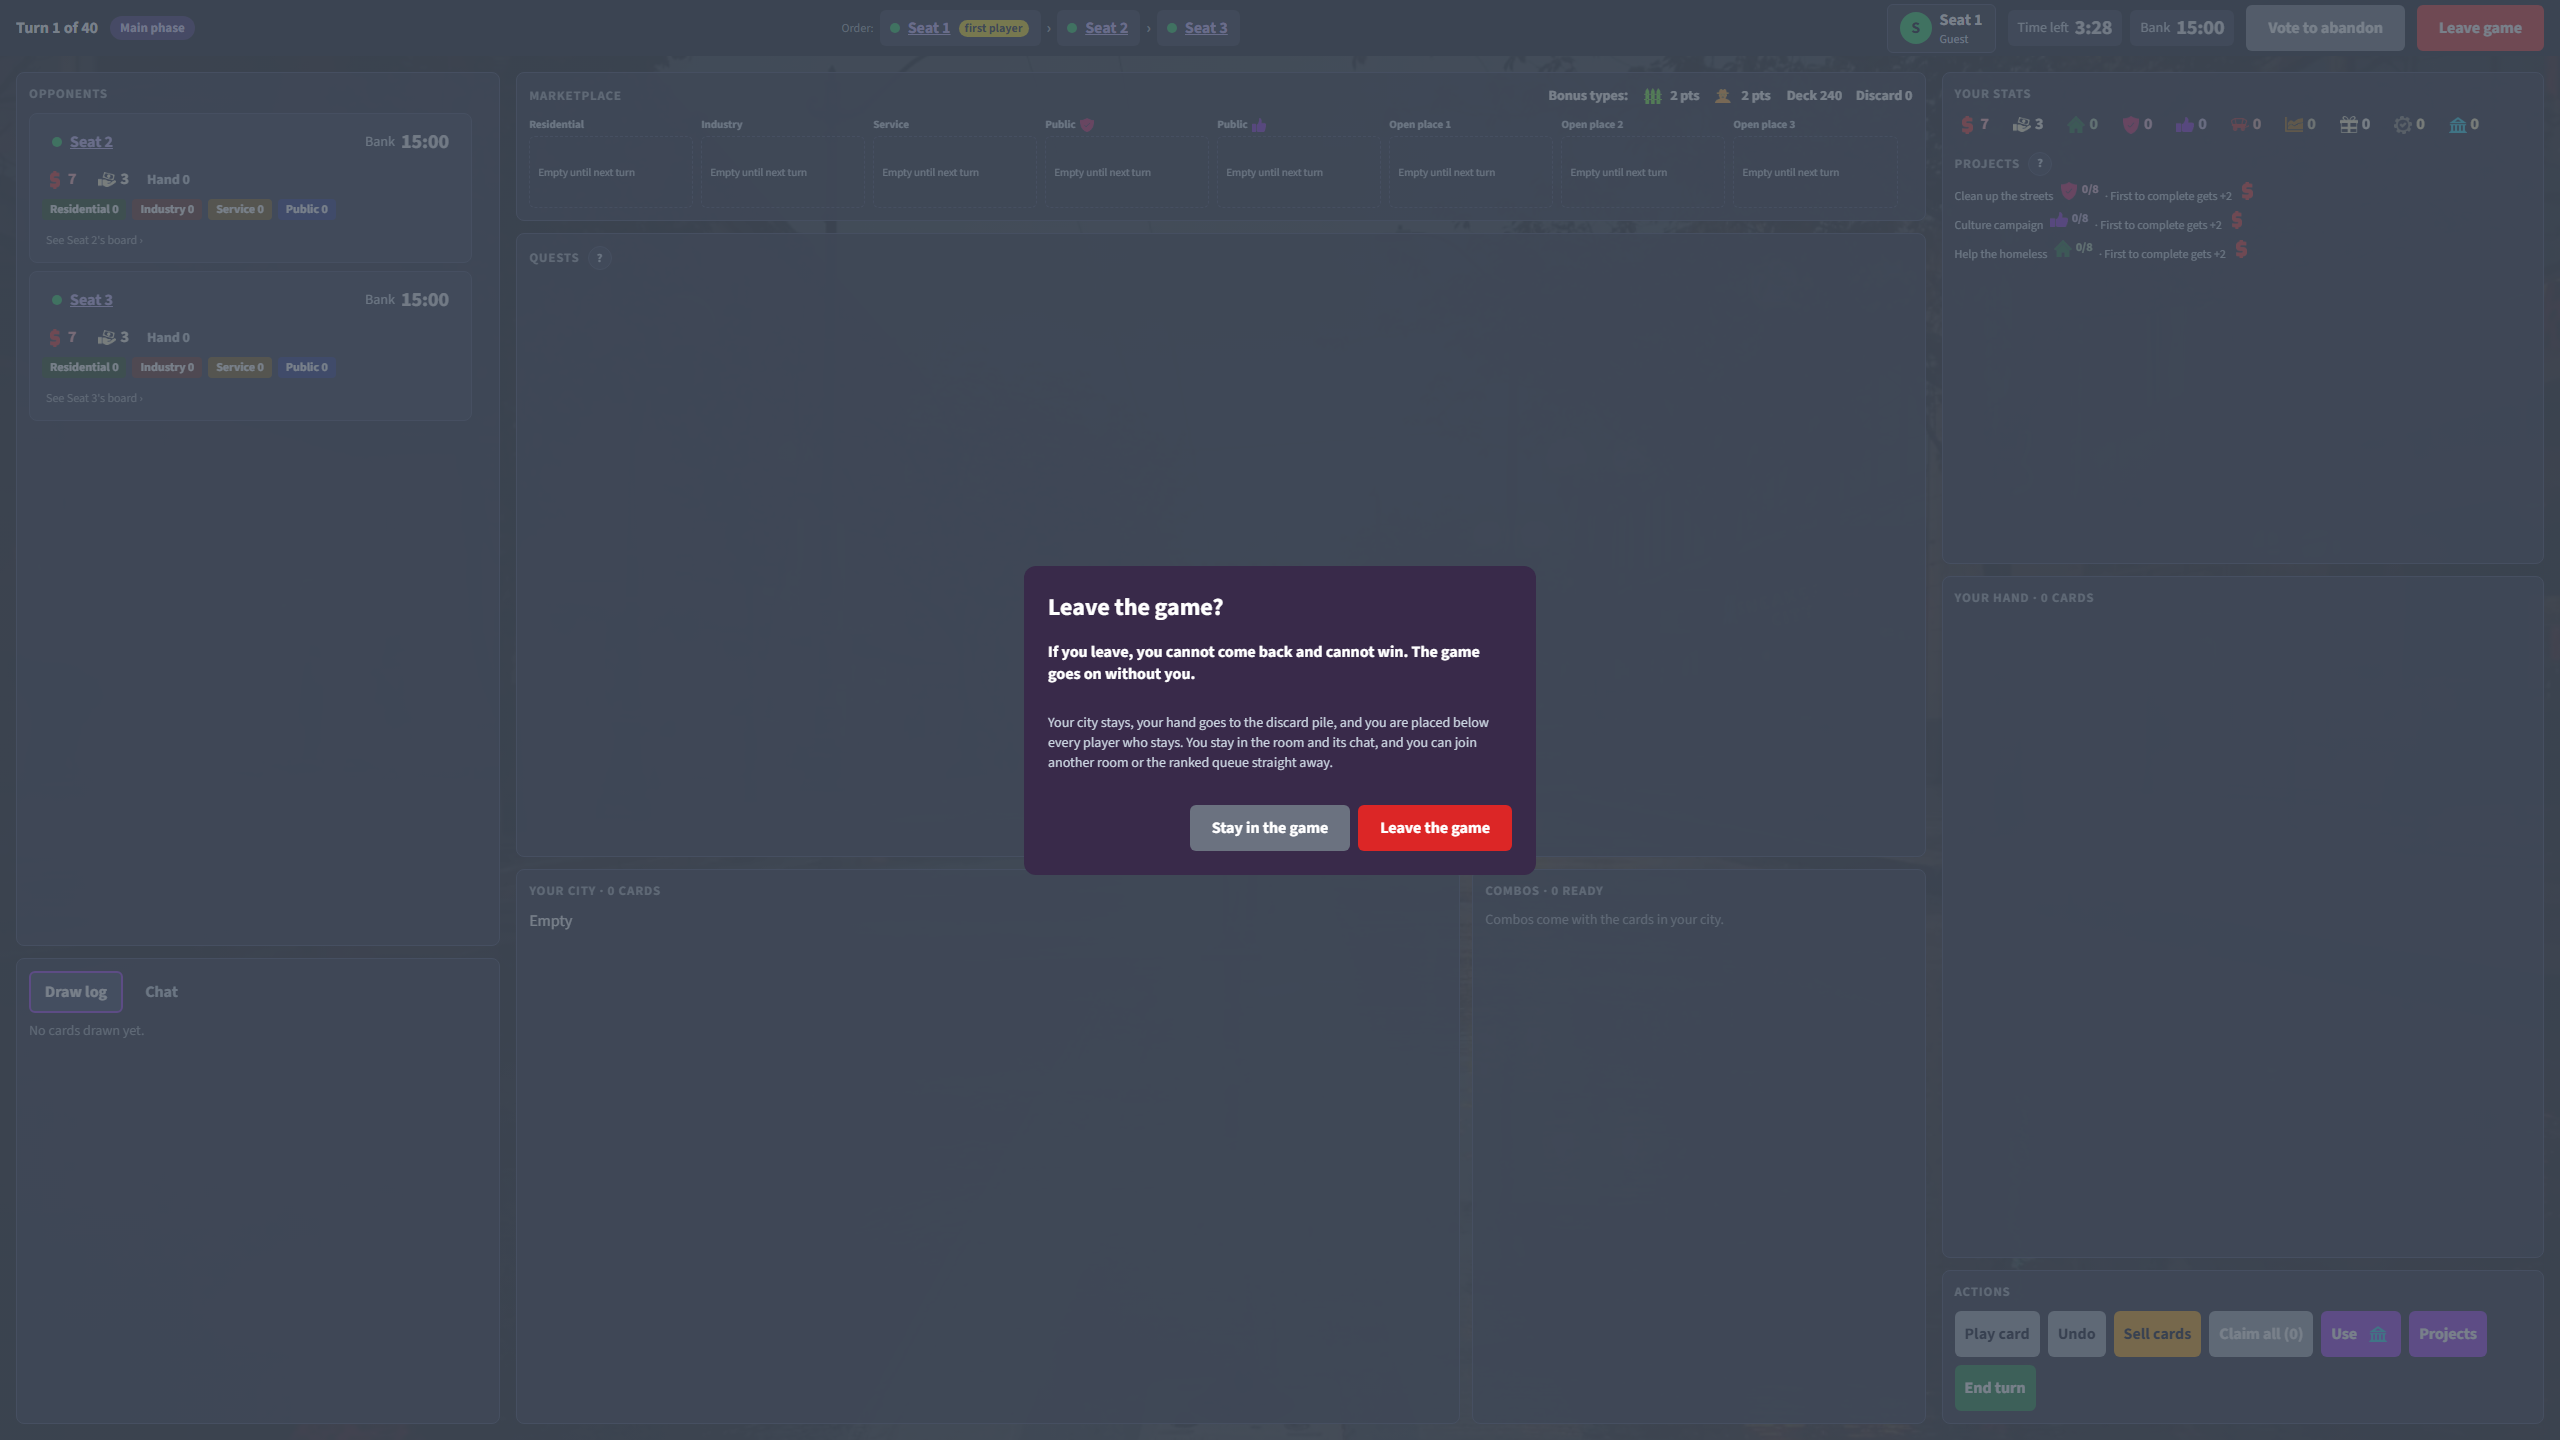 Turn 1 of 40 Main phase
Order: Seat 1 first player › Seat 2 › Seat 3
S Seat 1 Guest
Time left 3:28
Bank 15:00
Vote to abandon
Leave game
OPPONENTS
Seat 2 Bank 15:00
7 3 Hand 0
Residential 0 Industry 0 Service 0 Public 0
See Seat 2's board ›
Seat 3 Bank 15:00
7 3 Hand 0
Residential 0 Industry 0 Service 0 Public 0
See Seat 3's board ›
Draw log Chat
No cards drawn yet.
MARKETPLACE
Bonus types: 2 pts 2 pts Deck 240 Discard 0
Residential Industry Service Public Public Open place 1 Open place 2 Open place 3
Empty until next turn Empty until next turn Empty until next turn Empty until next turn Empty until next turn Empty until next turn Empty until next turn Empty until next turn
QUESTS ?
Leave the game?
If you leave, you cannot come back and cannot win. The game
goes on without you.
Your city stays, your hand goes to the discard pile, and you are placed below
every player who stays. You stay in the room and its chat, and you can join
another room or the ranked queue straight away.
Stay in the game Leave the game
YOUR CITY · 0 CARDS
Empty
COMBOS · 0 READY
Combos come with the cards in your city.
YOUR STATS
$ 7 3 0 0 0 0 0 0 0 0
PROJECTS ?
Clean up the streets 0/8 · First to complete gets +2 $
Culture campaign 0/8 · First to complete gets +2 $
Help the homeless 0/8 · First to complete gets +2 $
YOUR HAND · 0 CARDS
ACTIONS
Play card Undo Sell cards Claim all (0) Use Projects
End turn